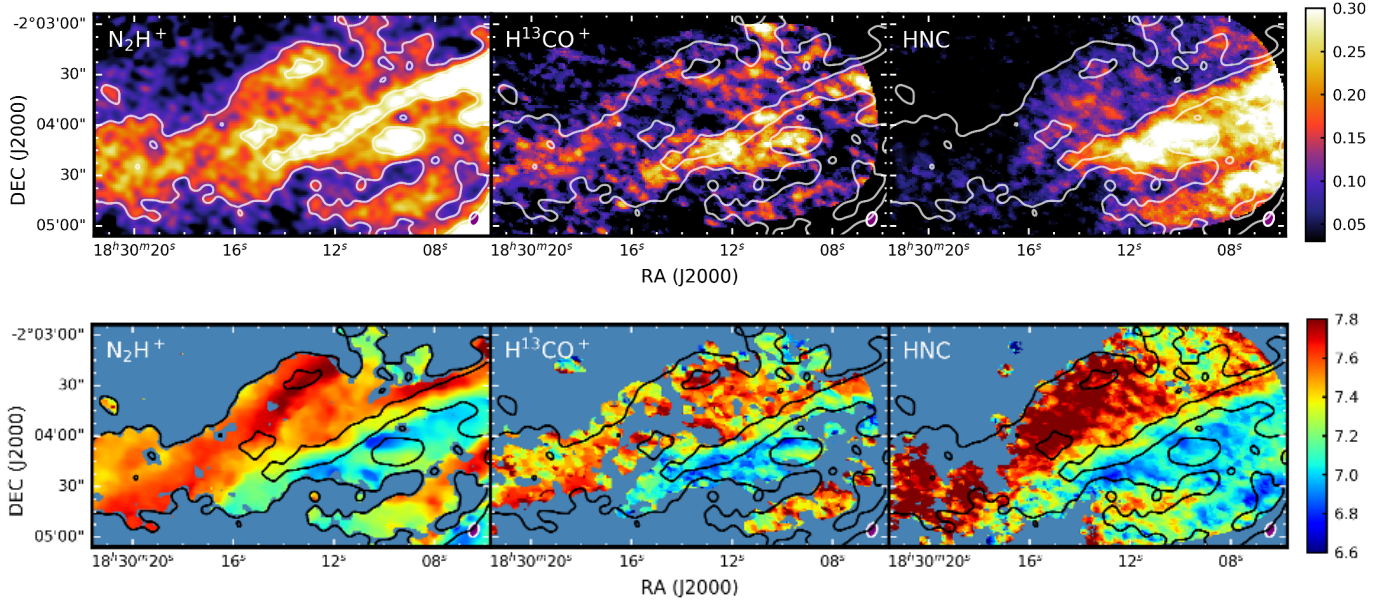 N₂H⁺ H¹³CO⁺ HNC
-2°03'00"
30"
04'00"
30"
05'00"
DEC (J2000)
0.30
0.25
0.20
0.15
0.10
0.05
18ʰ30ᵐ20ˢ 16ˢ 12ˢ 08ˢ 18ʰ30ᵐ20ˢ 16ˢ 12ˢ 08ˢ 18ʰ30ᵐ20ˢ 16ˢ 12ˢ 08ˢ
RA (J2000)
N₂H⁺ H¹³CO⁺ HNC
-2°03'00"
30"
04'00"
30"
05'00"
DEC (J2000)
7.8
7.6
7.4
7.2
7.0
6.8
6.6
18ʰ30ᵐ20ˢ 16ˢ 12ˢ 08ˢ 18ʰ30ᵐ20ˢ 16ˢ 12ˢ 08ˢ 18ʰ30ᵐ20ˢ 16ˢ 12ˢ 08ˢ
RA (J2000)